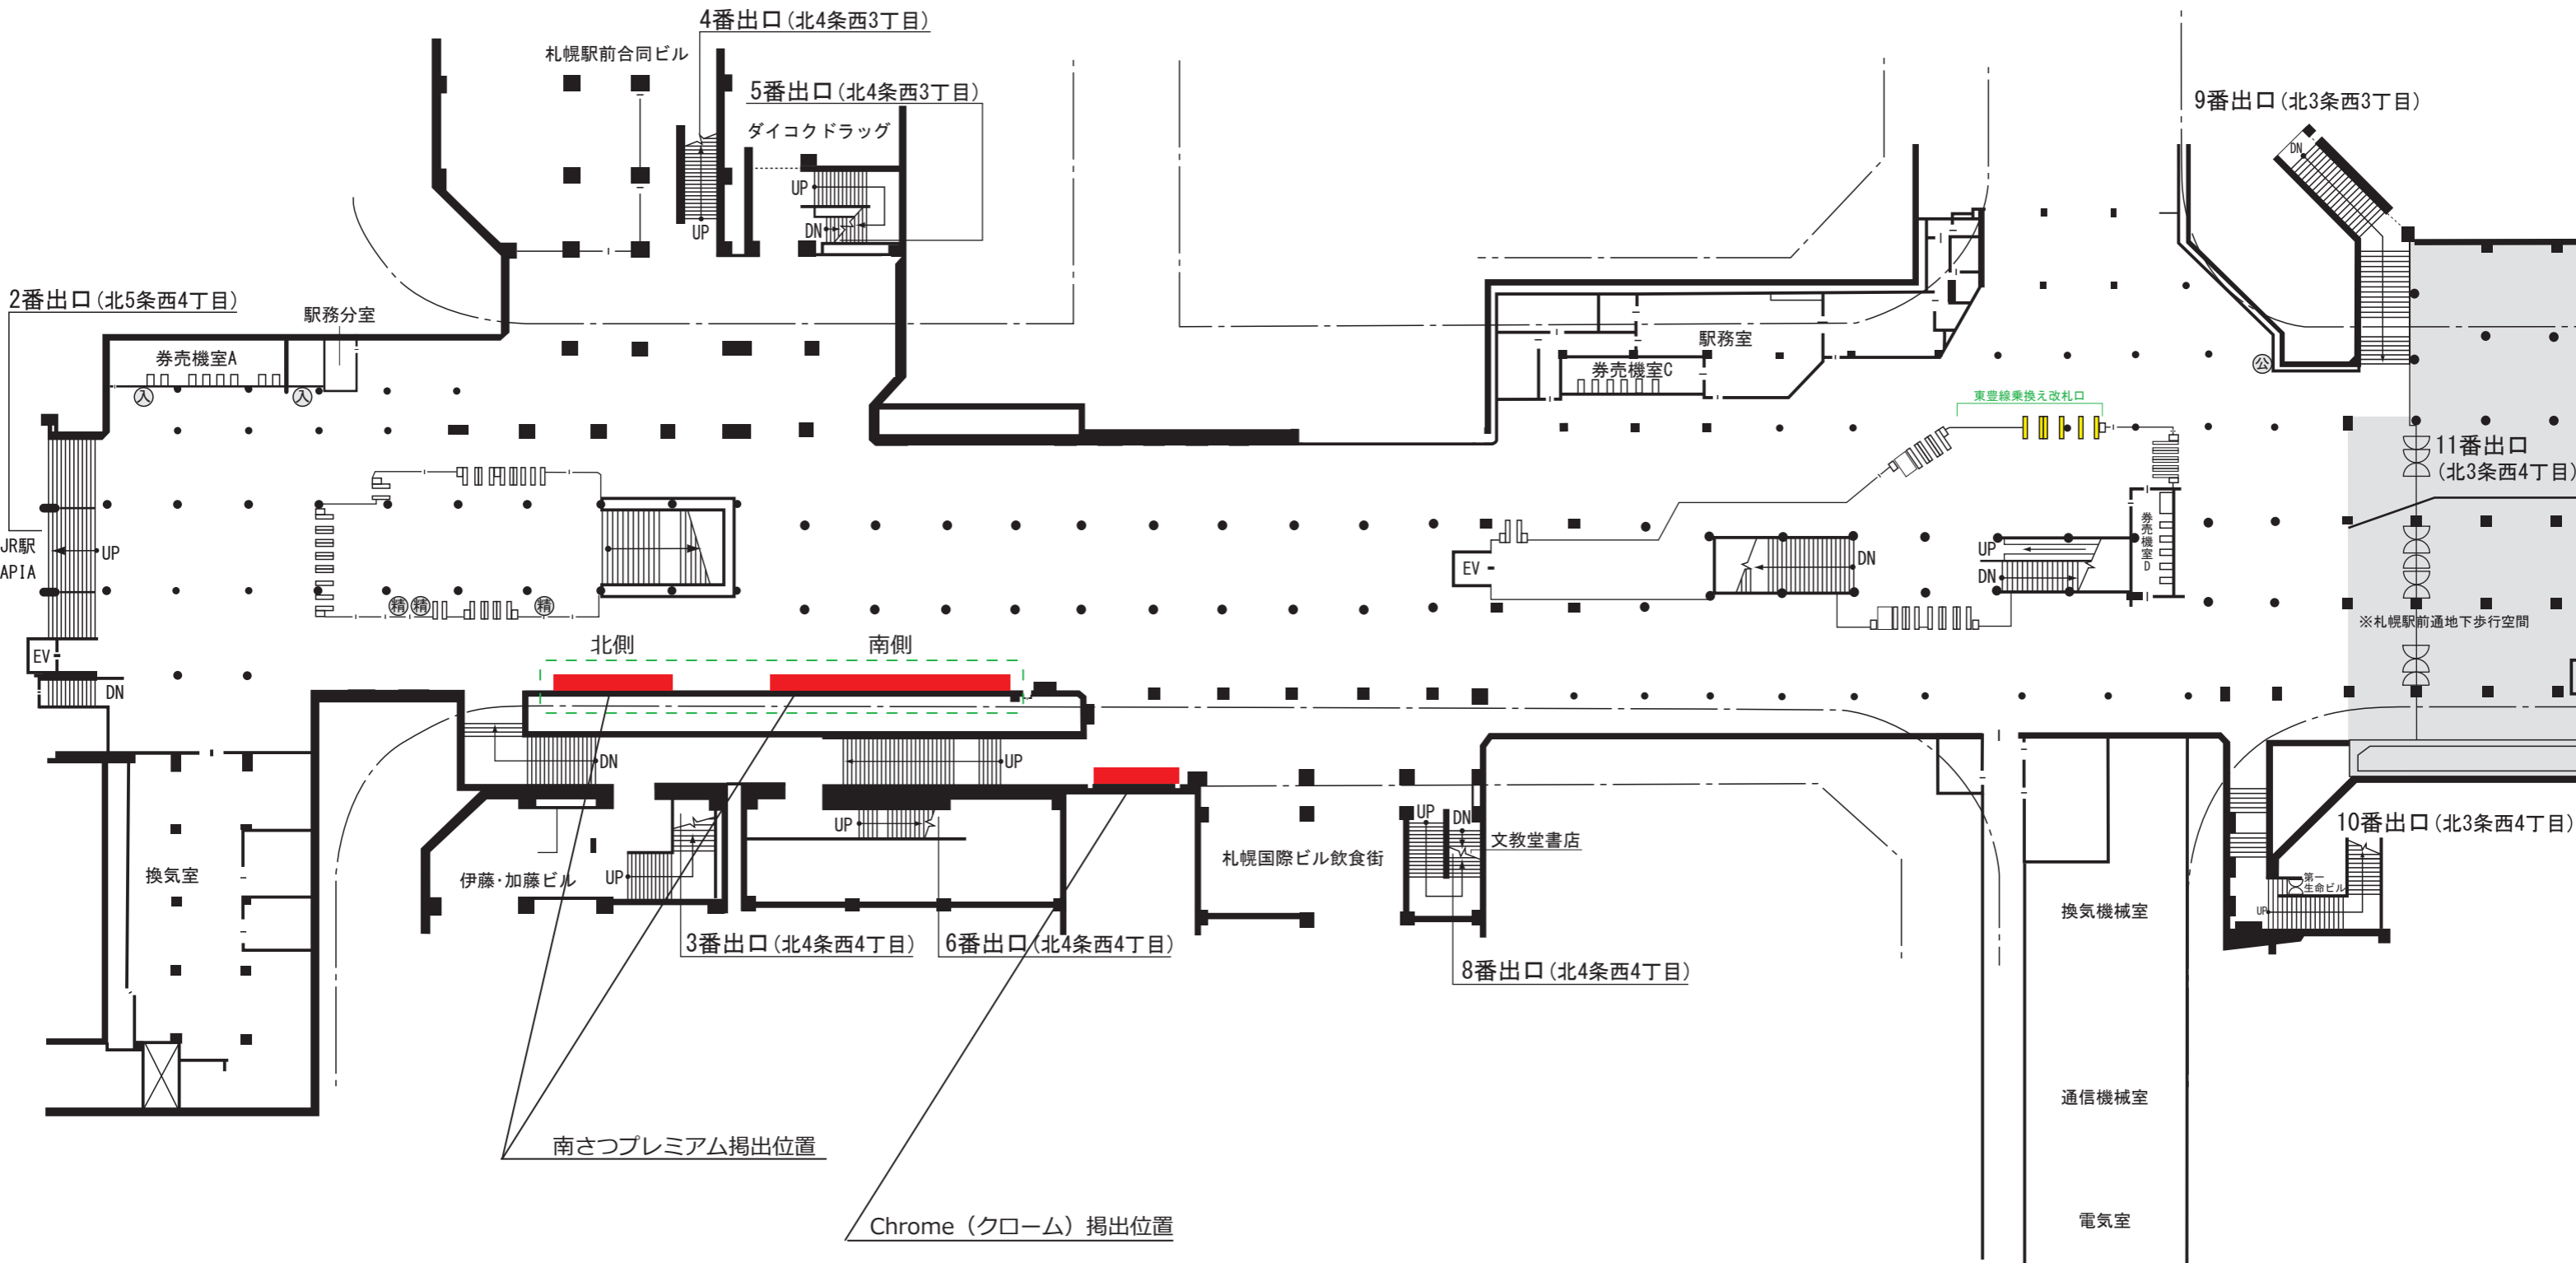 4番出口(北4条西3丁目)
札幌駅前合同ビル
5番出口(北4条西3丁目)
ダイコクドラッグ
9番出口(北3条西3丁目)
UP
DN
UP
DN
2番出口(北5条西4丁目)
駅務分室
券売機室A
入
入
駅務室
券売機室C
公
東豊線乗換え改札口
11番出口
(北3条西4丁目)
JR駅
APIA
UP
EV
DN
UP
DN
券売機室D
精
精
精
※札幌駅前通地下歩行空間
EV
DN
北側
南側
DN
UP
UP
UP
DN
文教堂書店
札幌国際ビル飲食街
10番出口(北3条西4丁目)
換気室
伊藤・加藤ビル
UP
第一
生命ビル
UP
換気機械室
3番出口(北4条西4丁目)
6番出口(北4条西4丁目)
8番出口(北4条西4丁目)
通信機械室
南さつプレミアム掲出位置
Chrome（クローム）掲出位置
電気室